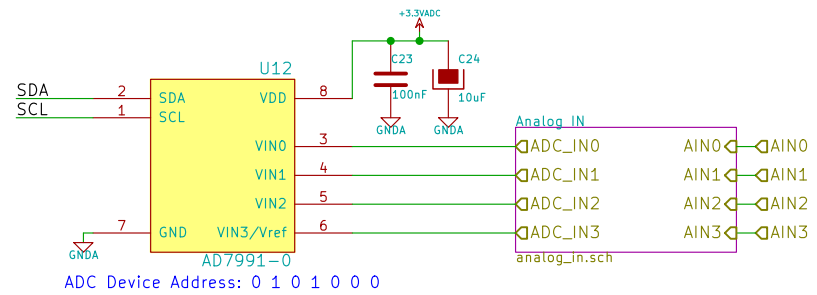 +3.3VADC
C23
C24
100nF
10uF
GNDA
GNDA
U12
SDA
2
SDA
VDD
8
SCL
1
SCL
Analog IN
VIN0
3
ADC_IN0
AIN0
AIN0
VIN1
4
ADC_IN1
AIN1
AIN1
VIN2
5
ADC_IN2
AIN2
AIN2
7
GND
VIN3/Vref
6
ADC_IN3
AIN3
AIN3
GNDA
AD7991-0
analog_in.sch
ADC Device Address: 0 1 0 1 0 0 0